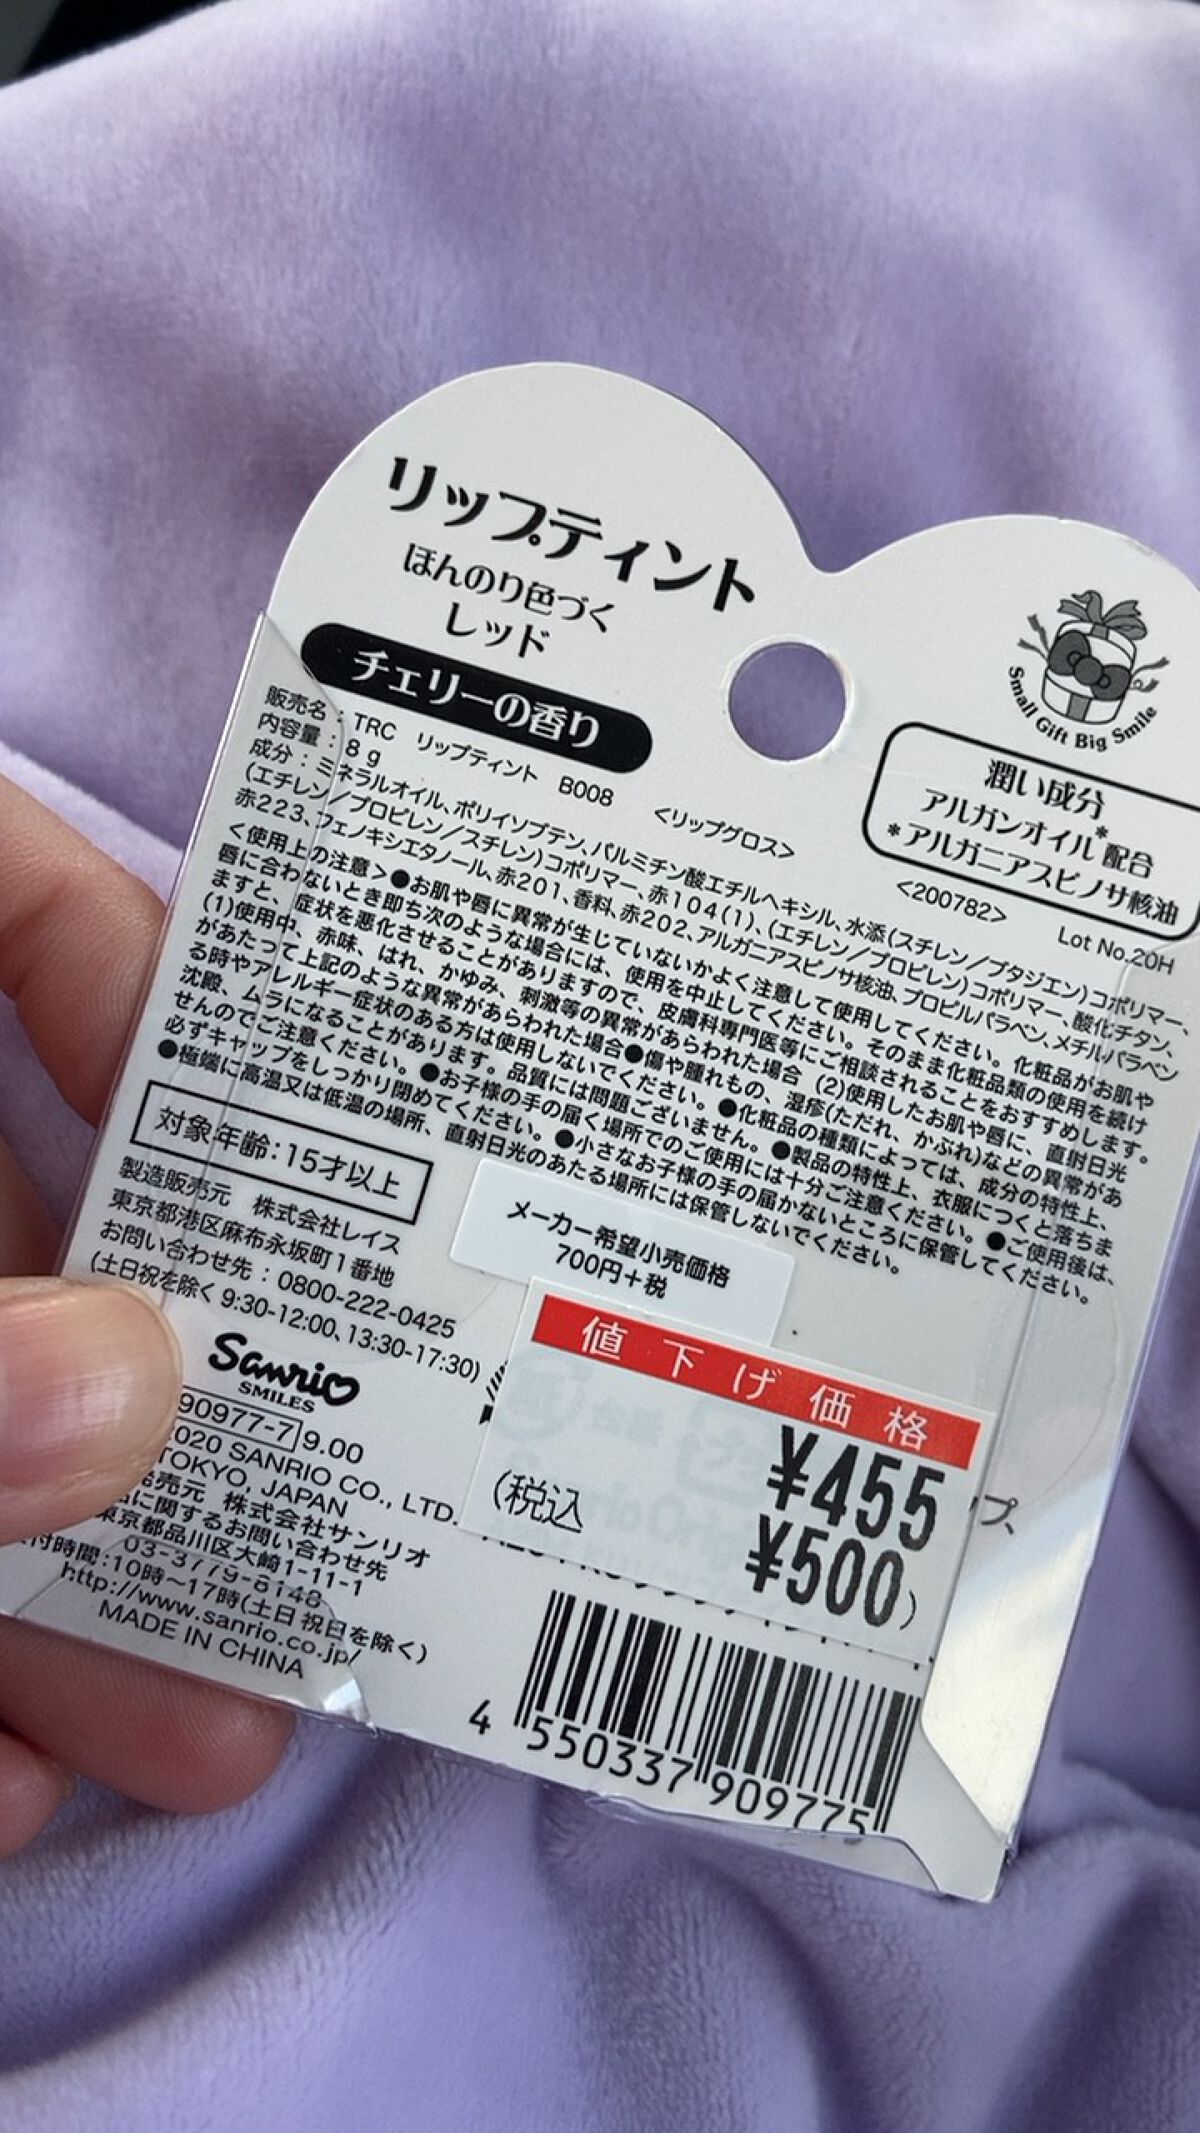 リップティント
ほんのり色づく
レッド
チェリーの香り
Small Gift Big Smile
潤い成分
アルガンオイル*配合
*アルガニアスピノサ核油
販売名：TRC リップティント B008 <リップグロス> <200782> Lot No.20H
内容量：8g
成分：ミネラルオイル、ポリイソブテン、パルミチン酸エチルヘキシル、水添(スチレン/ブタジエン)コポリマー、
(エチレン/プロピレン/スチレン)コポリマー、赤104(1)、(エチレン/プロピレン)コポリマー、酸化チタン、
赤223、フェノキシエタノール、赤201、香料、赤202、アルガニアスピノサ核油、プロピルパラベン、メチルパラベン
<使用上の注意>●お肌や唇に異常が生じていないかよく注意して使用してください。化粧品がお肌や
唇に合わないとき即ち次のような場合には、使用を中止してください。そのまま化粧品類の使用を続け
ますと、症状を悪化させることがありますので、皮膚科専門医等にご相談されることをおすすめします。
(1)使用中、赤味、はれ、かゆみ、刺激等の異常があらわれた場合 (2)使用したお肌や唇に、直射日光
があたって上記のような異常があらわれた場合●傷や腫れもの、湿疹(ただれ、かぶれ)などの異常があ
る時やアレルギー症状のある方は使用しないでください。●化粧品の種類によっては、成分の特性上、
沈殿、ムラになることがあります。品質には問題ございません。●製品の特性上、衣服につくと落ちま
せんのでご注意ください。●お子様の手の届く場所でのご使用には十分ご注意ください。●ご使用後は、
必ずキャップをしっかり閉めてください。●小さなお子様の手の届かないところに保管してください。
●極端に高温又は低温の場所、直射日光のあたる場所には保管しないでください。
対象年齢：15才以上
製造販売元 株式会社レイス
東京都港区麻布永坂町1番地
お問い合わせ先：0800-222-0425
(土日祝を除く 9:30-12:00、13:30-17:30)
Sanrio
SMILES
90977-7 9.00
020 SANRIO CO., LTD.
TOKYO, JAPAN
発売元 株式会社サンリオ
に関するお問い合わせ先
東京都品川区大崎1-11-1
03-3779-8148
付時間：10時〜17時(土日祝日を除く)
http://www.sanrio.co.jp/
MADE IN CHINA
メーカー希望小売価格
700円＋税
値下げ価格
¥455
(税込 ¥500)
プ、
4 550337 909775